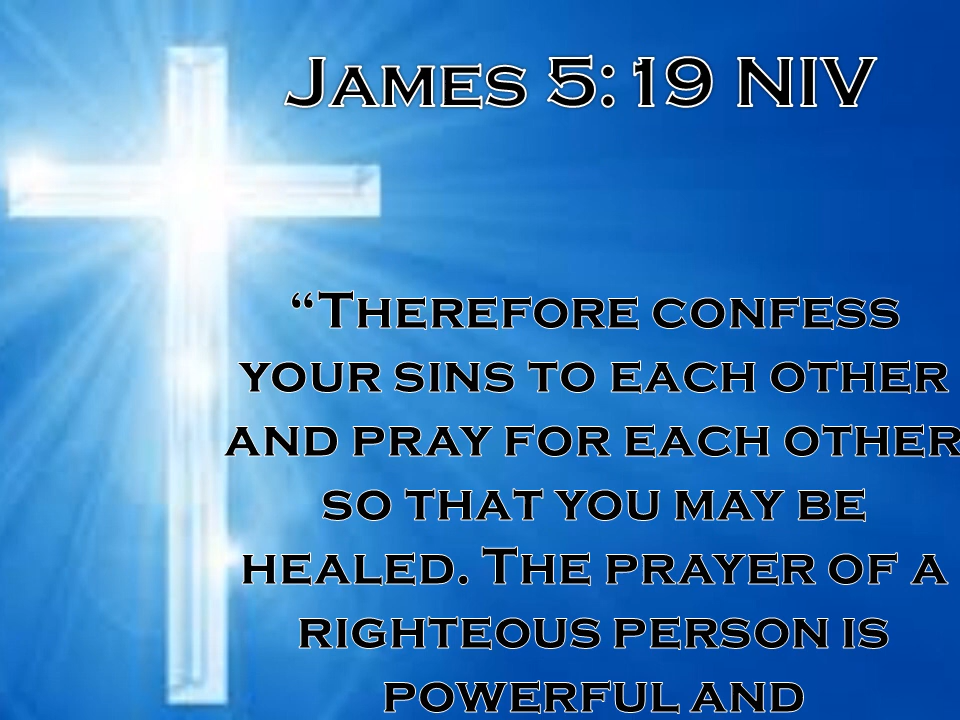 James 5:19 NIV
“Therefore confess
your sins to each other
and pray for each other
so that you may be
healed. The prayer of a
righteous person is
powerful and